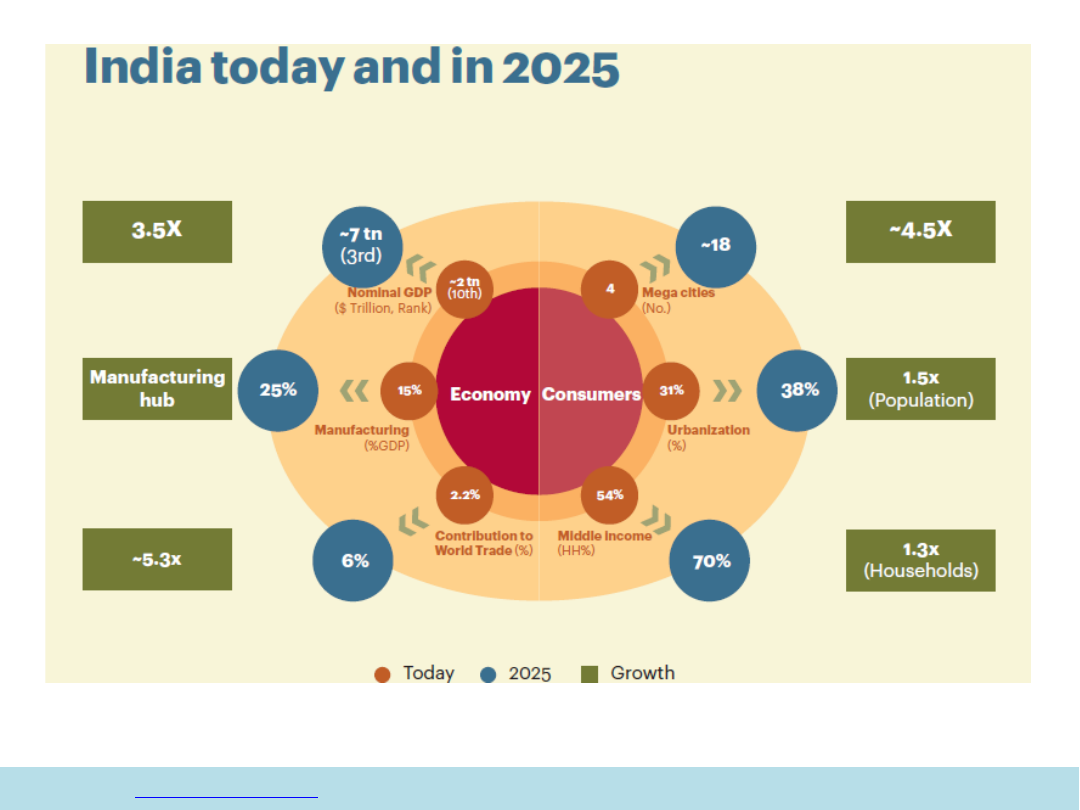 India today and in 2025
3.5X
~7 tn
(3rd)
~2 tn
(10th)
Nominal GDP
($ Trillion, Rank)
4
Mega cities
(No.)
~18
~4.5X
Manufacturing
hub
25%
15%
Manufacturing
(%GDP)
Economy
Consumers
31%
Urbanization
(%)
38%
1.5x
(Population)
~5.3x
6%
2.2%
Contribution to
World Trade (%)
54%
Middle Income
(HH%)
70%
1.3x
(Households)
Today
2025
Growth